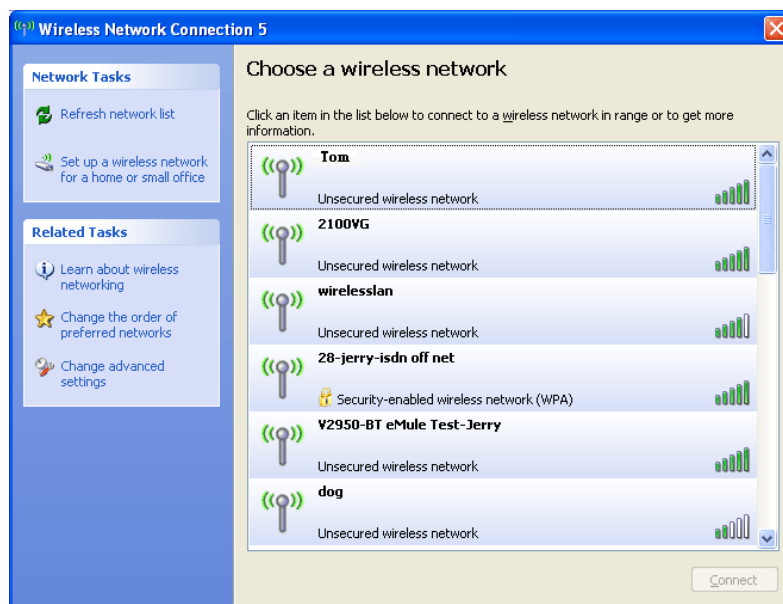 Wireless Network Connection 5
Network Tasks
Refresh network list
Set up a wireless network
for a home or small office
Related Tasks
Learn about wireless
networking
Change the order of
preferred networks
Change advanced
settings
Choose a wireless network
Click an item in the list below to connect to a wireless network in range or to get more
information.
Tom
Unsecured wireless network
2100VG
Unsecured wireless network
wirelesslan
Unsecured wireless network
28-jerry-isdn off net
Security-enabled wireless network (WPA)
V2950-BT eMule Test-Jerry
Unsecured wireless network
dog
Unsecured wireless network
Connect